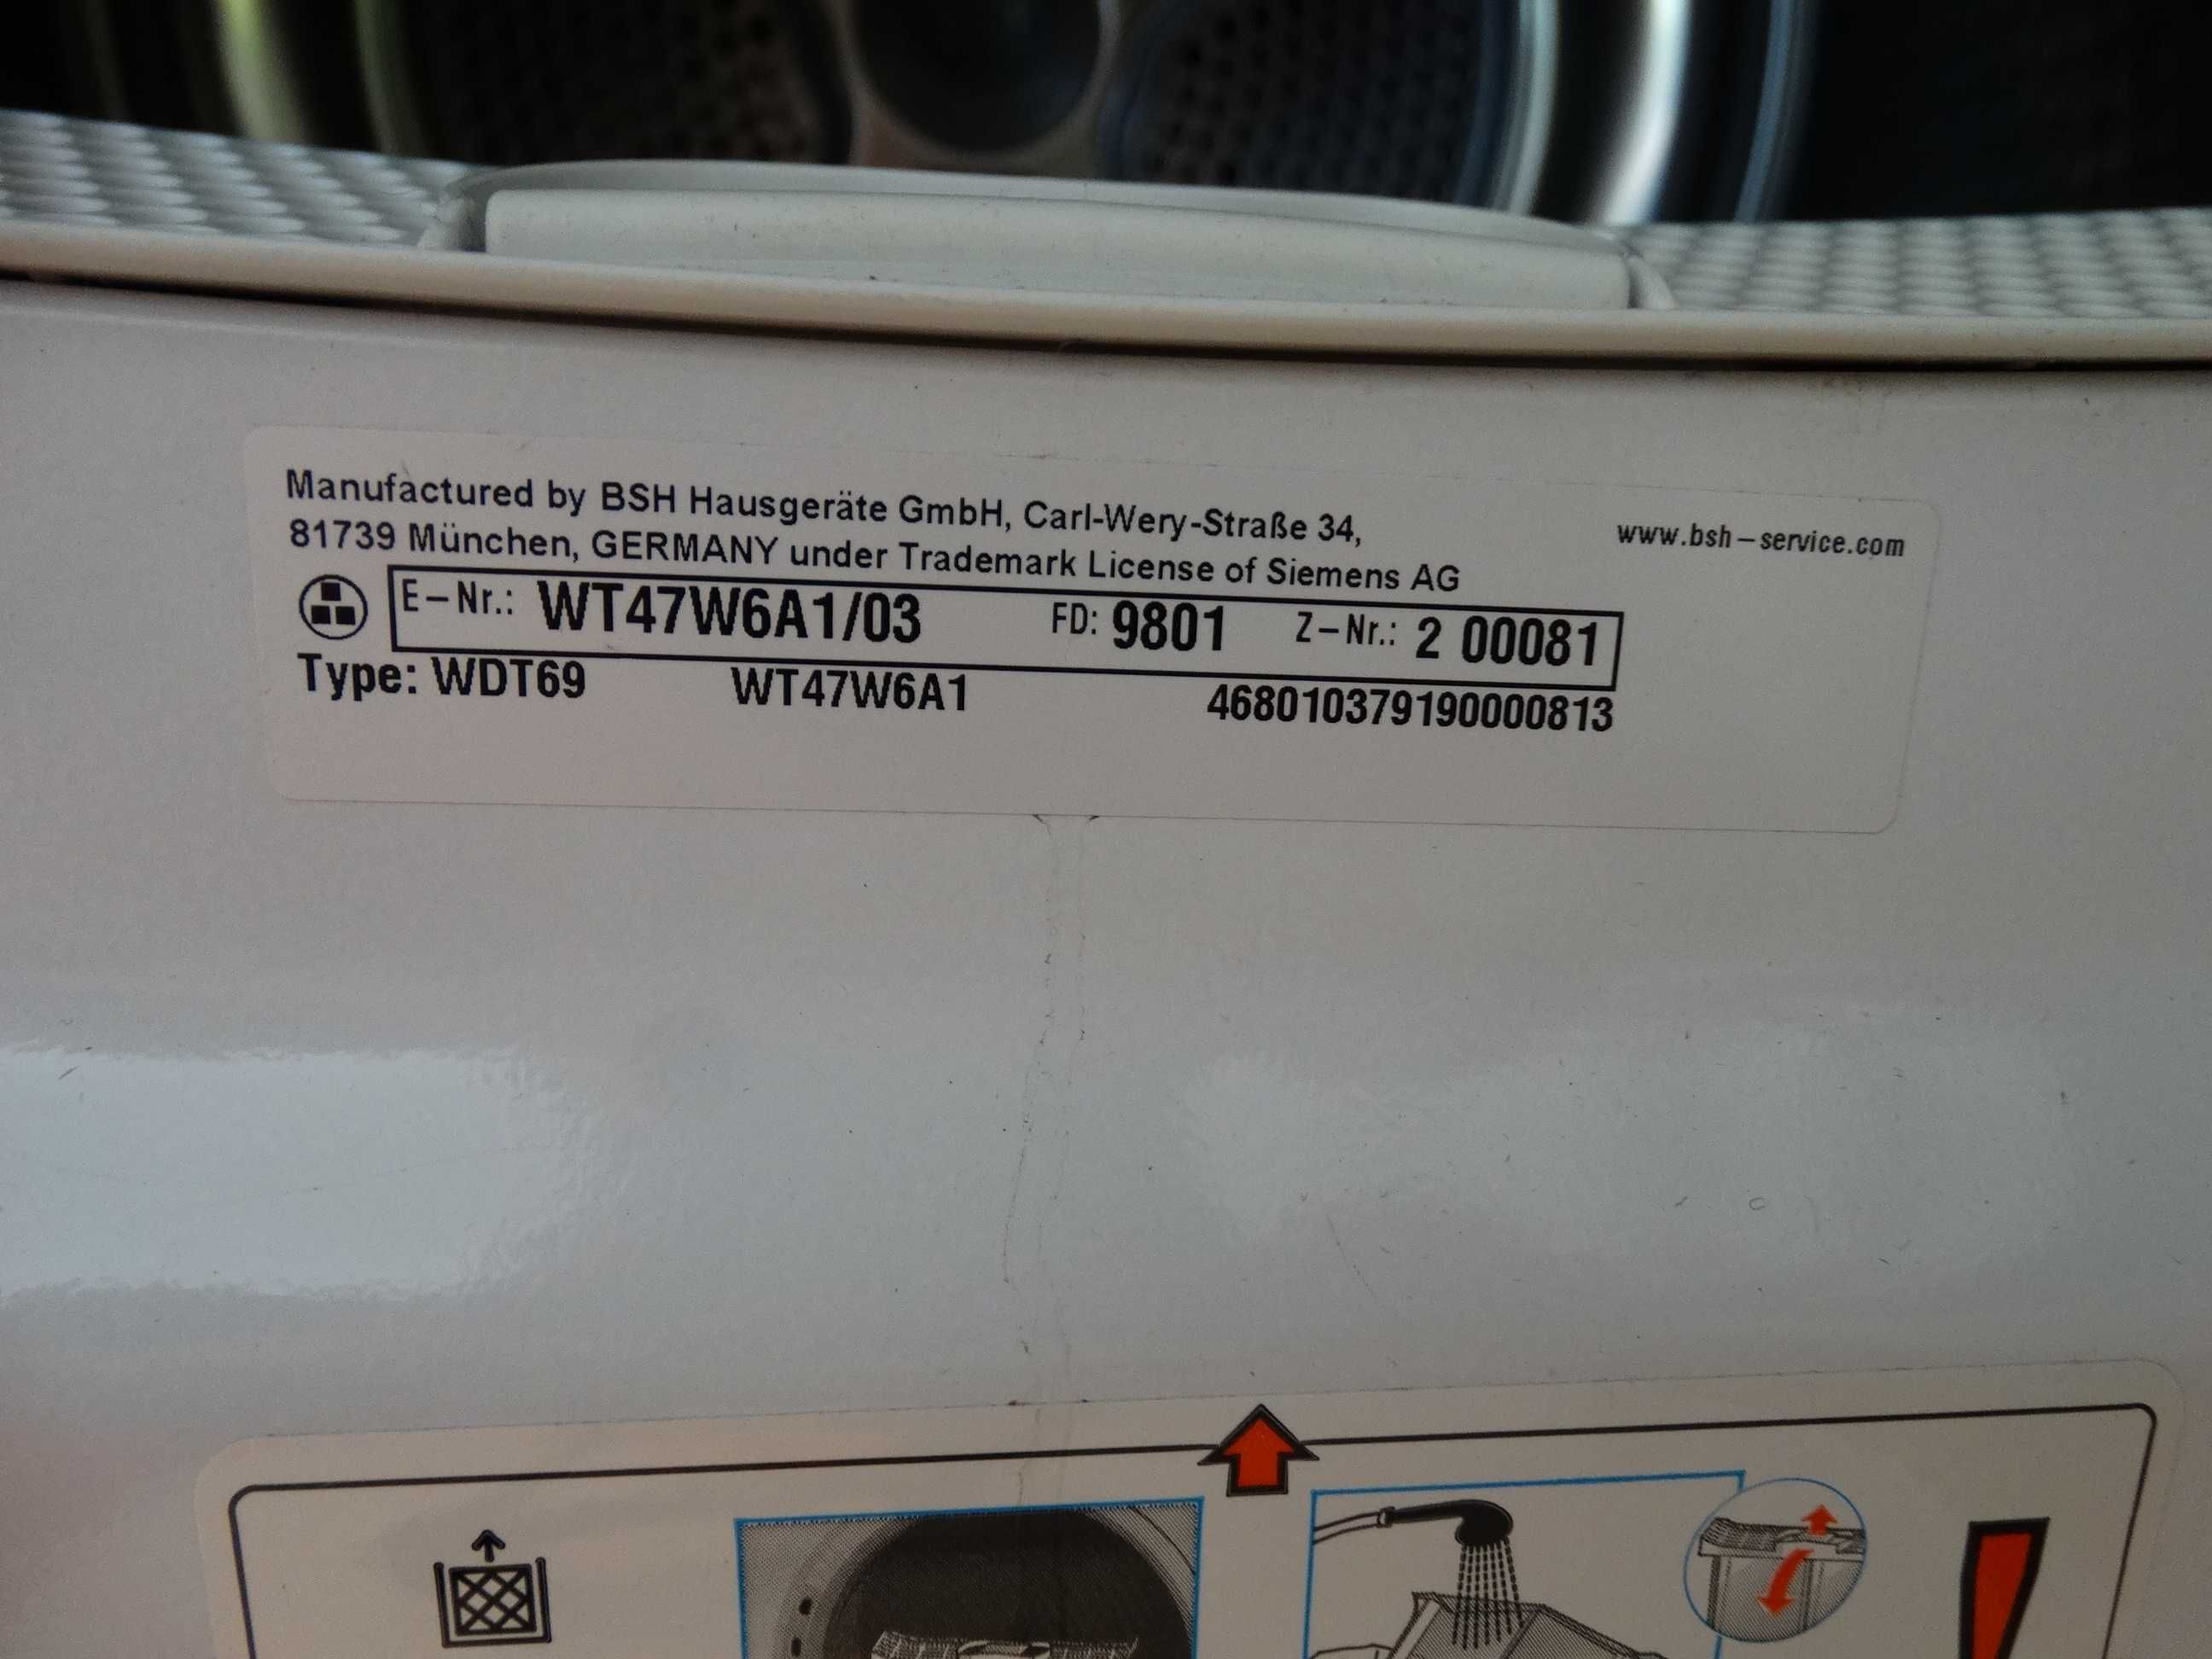 Manufactured by BSH Hausgeräte GmbH, Carl-Wery-Straße 34,
81739 München, GERMANY under Trademark License of Siemens AG
www.bsh-service.com
E-Nr.: WT47W6A1/03 FD: 9801 Z-Nr.: 2 00081
Type: WDT69 WT47W6A1 468010379190000813